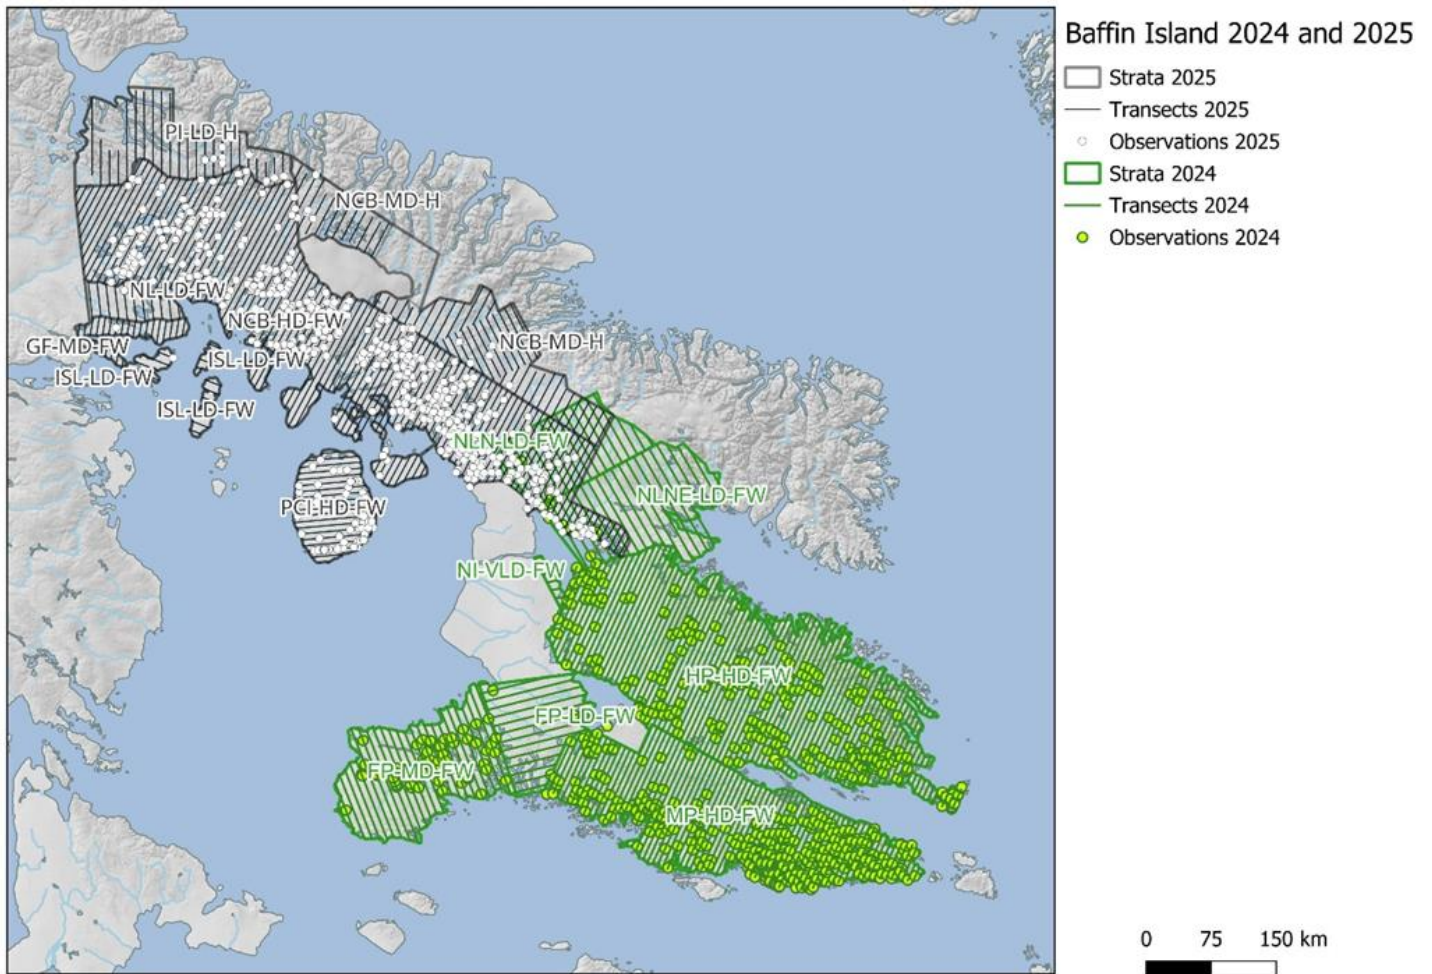 Baffin Island 2024 and 2025
Strata 2025
Transects 2025
Observations 2025
Strata 2024
Transects 2024
Observations 2024
PI-LD-H
NCB-MD-H
NL-LD-FW
NCB-HD-FW
GF-MD-FW
ISL-LD-FW
NCB-MD-H
ISL-LD-FW
ISL-LD-FW
NLN-LD-FW
NLNE-LD-FW
PCI-HD-FW
NI-VLD-FW
HP-HD-FW
FP-LD-FW
FP-MD-FW
MP-HD-FW
0 75 150 km